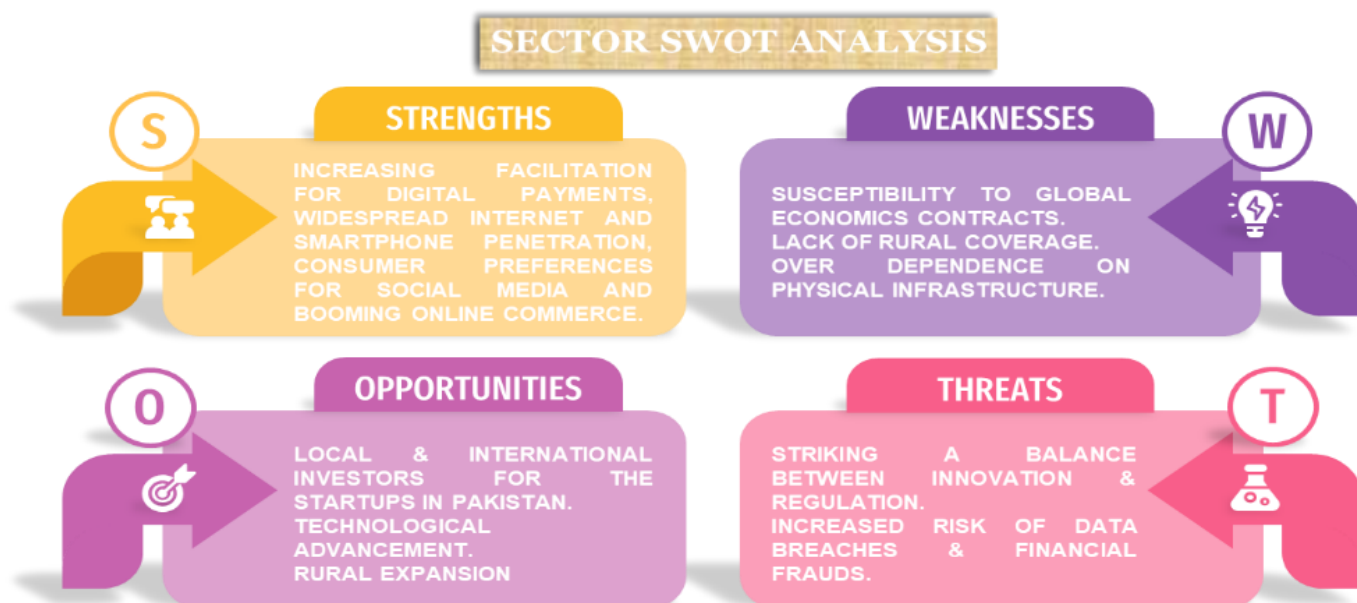 SECTOR SWOT ANALYSIS
S
STRENGTHS
INCREASING FACILITATION
FOR DIGITAL PAYMENTS,
WIDESPREAD INTERNET AND
SMARTPHONE PENETRATION,
CONSUMER PREFERENCES
FOR SOCIAL MEDIA AND
BOOMING ONLINE COMMERCE.
WEAKNESSES
W
SUSCEPTIBILITY TO GLOBAL
ECONOMICS CONTRACTS.
LACK OF RURAL COVERAGE.
OVER DEPENDENCE ON
PHYSICAL INFRASTRUCTURE.
O
OPPORTUNITIES
LOCAL & INTERNATIONAL
INVESTORS FOR THE
STARTUPS IN PAKISTAN.
TECHNOLOGICAL
ADVANCEMENT.
RURAL EXPANSION
THREATS
T
STRIKING A BALANCE
BETWEEN INNOVATION &
REGULATION.
INCREASED RISK OF DATA
BREACHES & FINANCIAL
FRAUDS.